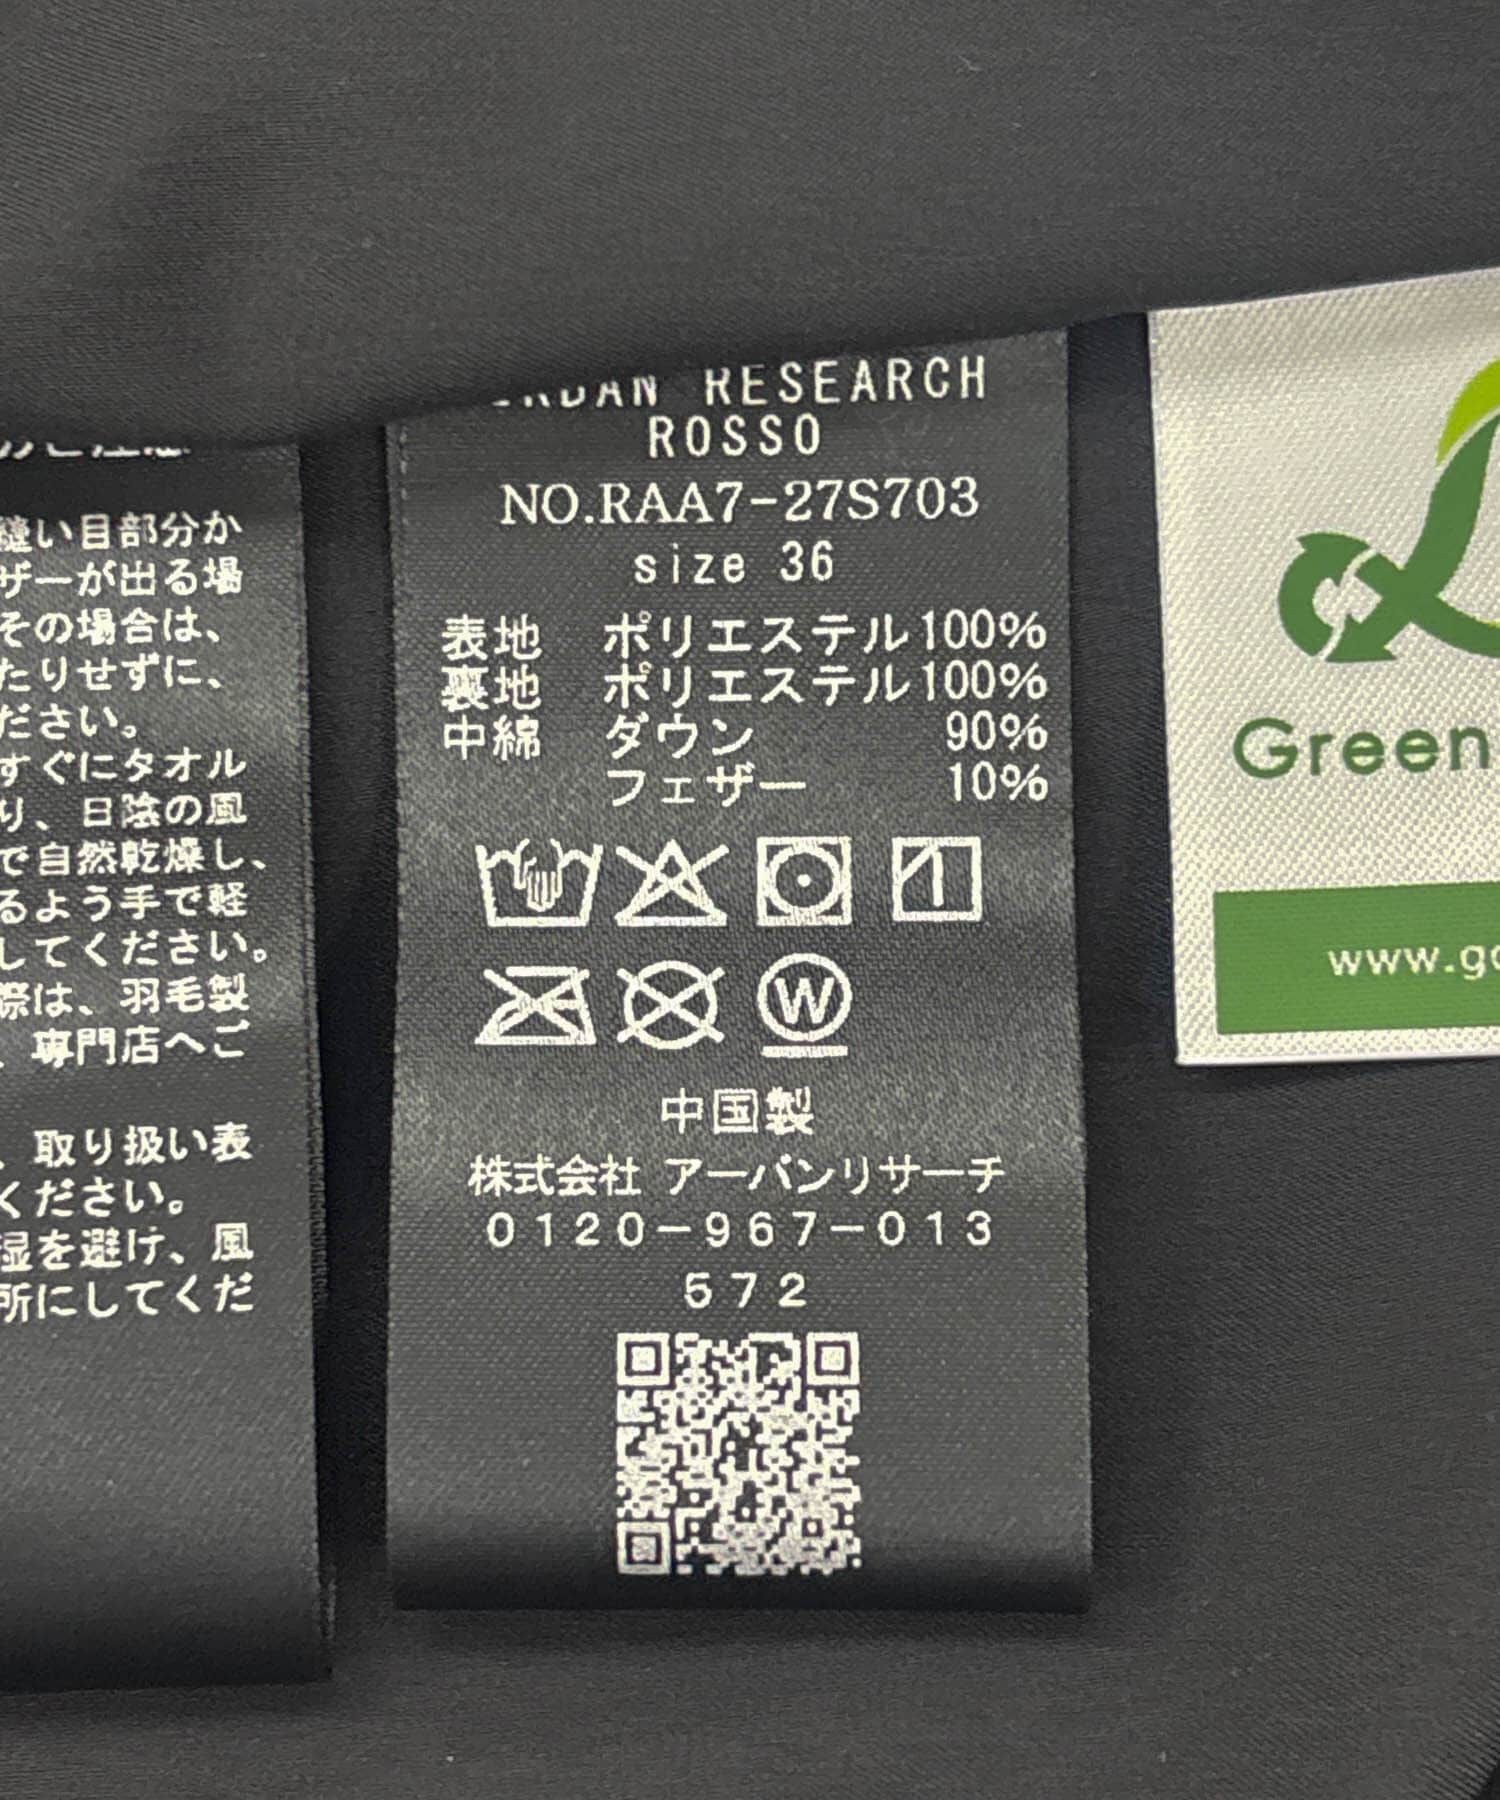 縫い目部分か
ザーが出る場
その場合は、
たりせずに、
ださい。
すぐにタオル
り、日陰の風
で自然乾燥し、
るよう手で軽
してください。
際は、羽毛製
、専門店へご
、取り扱い表
ください。
湿を避け、風
所にしてくだ
URBAN RESEARCH
ROSSO
NO.RAA7-27S703
size 36
表地 ポリエステル100%
裏地 ポリエステル100%
中綿 ダウン 90%
フェザー 10%
W
中国製
株式会社 アーバンリサーチ
0120-967-013
572
Green
www.